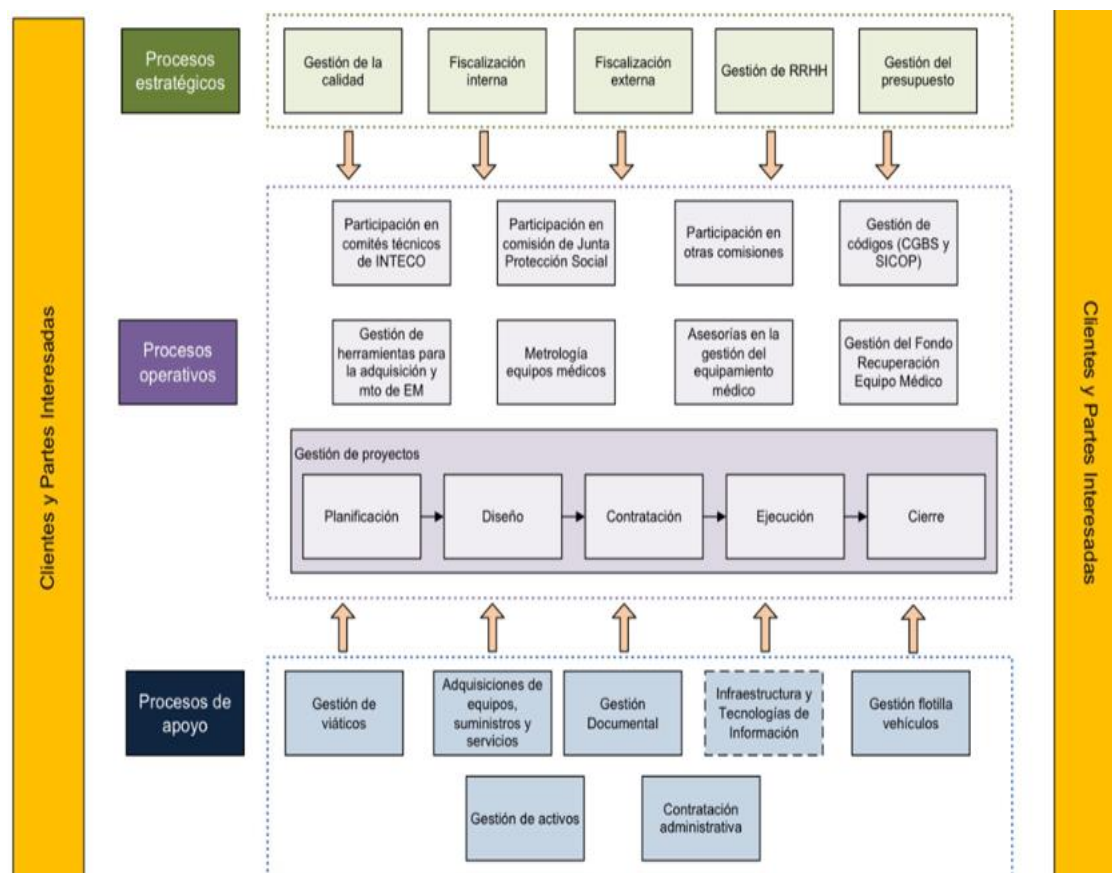 Clientes y Partes Interesadas
Procesos
estratégicos
Gestión de la
calidad
Fiscalización
interna
Fiscalización
externa
Gestión de RRHH
Gestión del
presupuesto
Procesos
operativos
Participación en
comités técnicos
de INTECO
Participación en
comisión de Junta
Protección Social
Participación en
otras comisiones
Gestión de
códigos (CGBS y
SICOP)
Gestión de
herramientas para
la adquisición y
mto de EM
Metrología
equipos médicos
Asesorías en la
gestión del
equipamiento
médico
Gestión del Fondo
Recuperación
Equipo Médico
Gestión de proyectos
Planificación
Diseño
Contratación
Ejecución
Cierre
Procesos de
apoyo
Gestión de
viáticos
Adquisiciones de
equipos,
suministros y
servicios
Gestión
Documental
Infraestructura y
Tecnologías de
Información
Gestión flotilla
vehículos
Gestión de activos
Contratación
administrativa
Clientes y Partes Interesadas